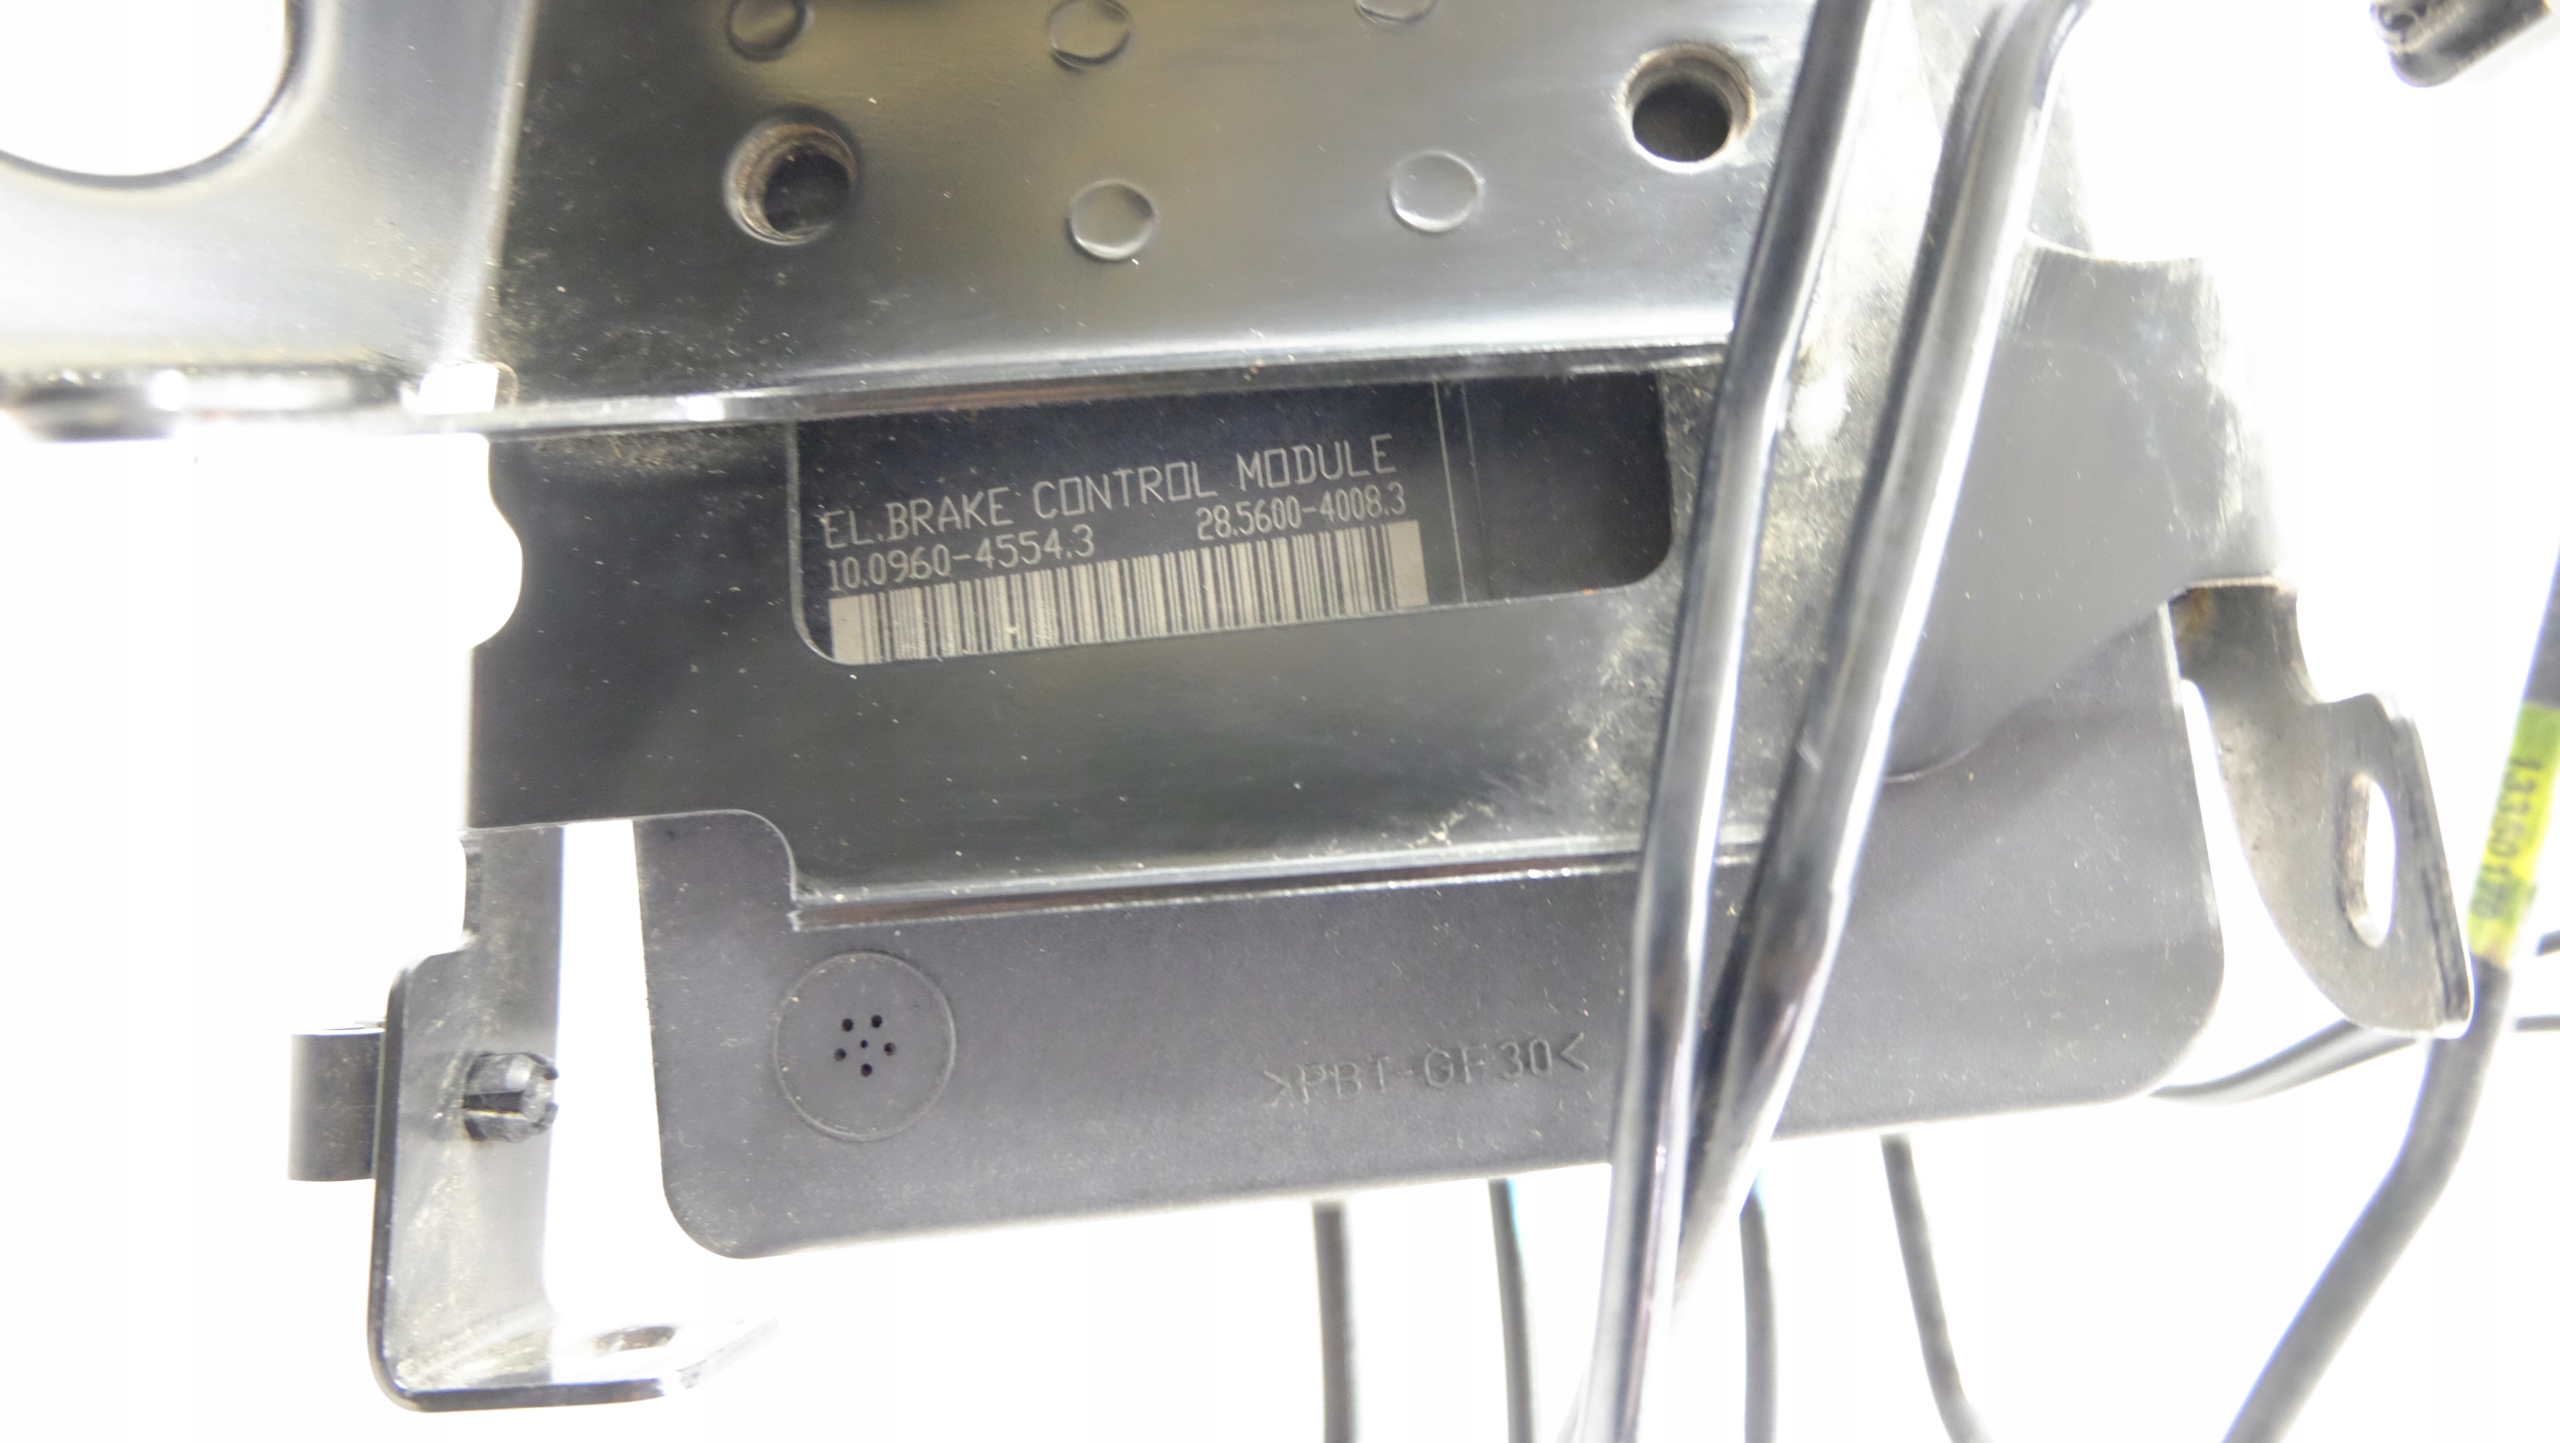 EL.BRAKE CONTROL MODULE
10.0960-4554.3 28.5600-4008.3
>PBT-GF30<